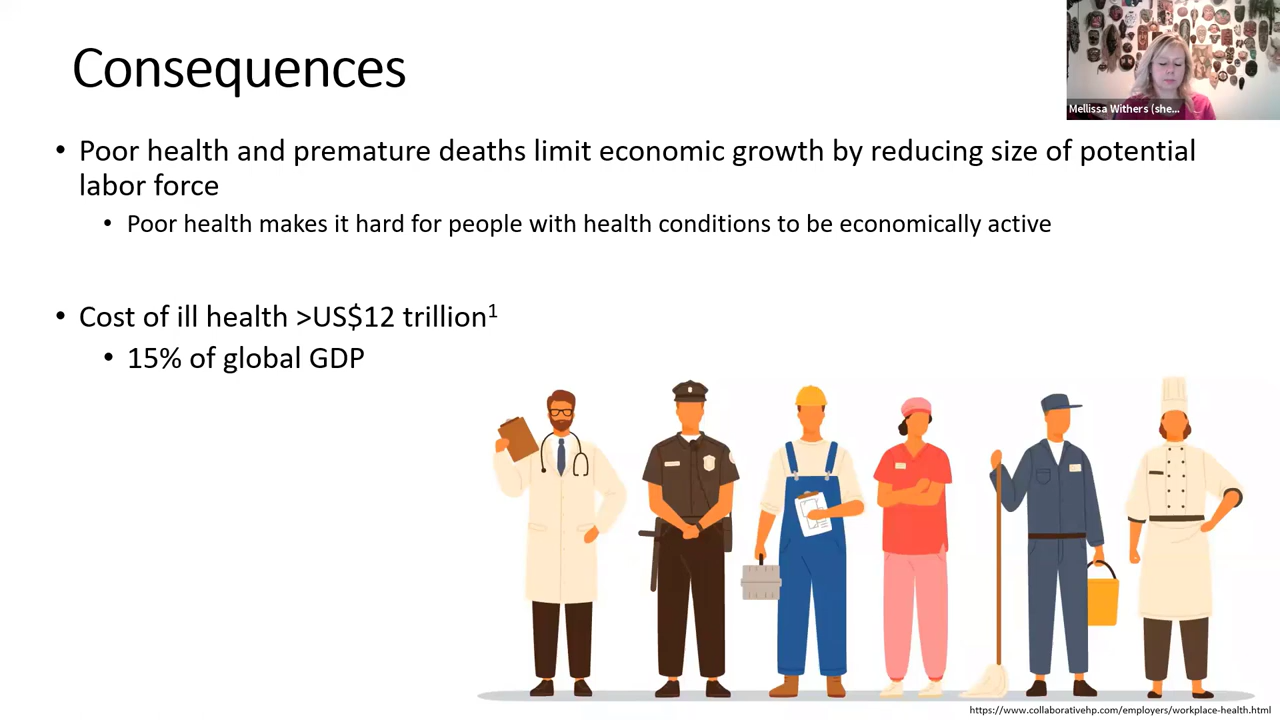 Consequences
Mellissa Withers (she...
• Poor health and premature deaths limit economic growth by reducing size of potential
labor force
• Poor health makes it hard for people with health conditions to be economically active
• Cost of ill health >US$12 trillion¹
• 15% of global GDP
https://www.collaborativehp.com/employers/workplace-health.html